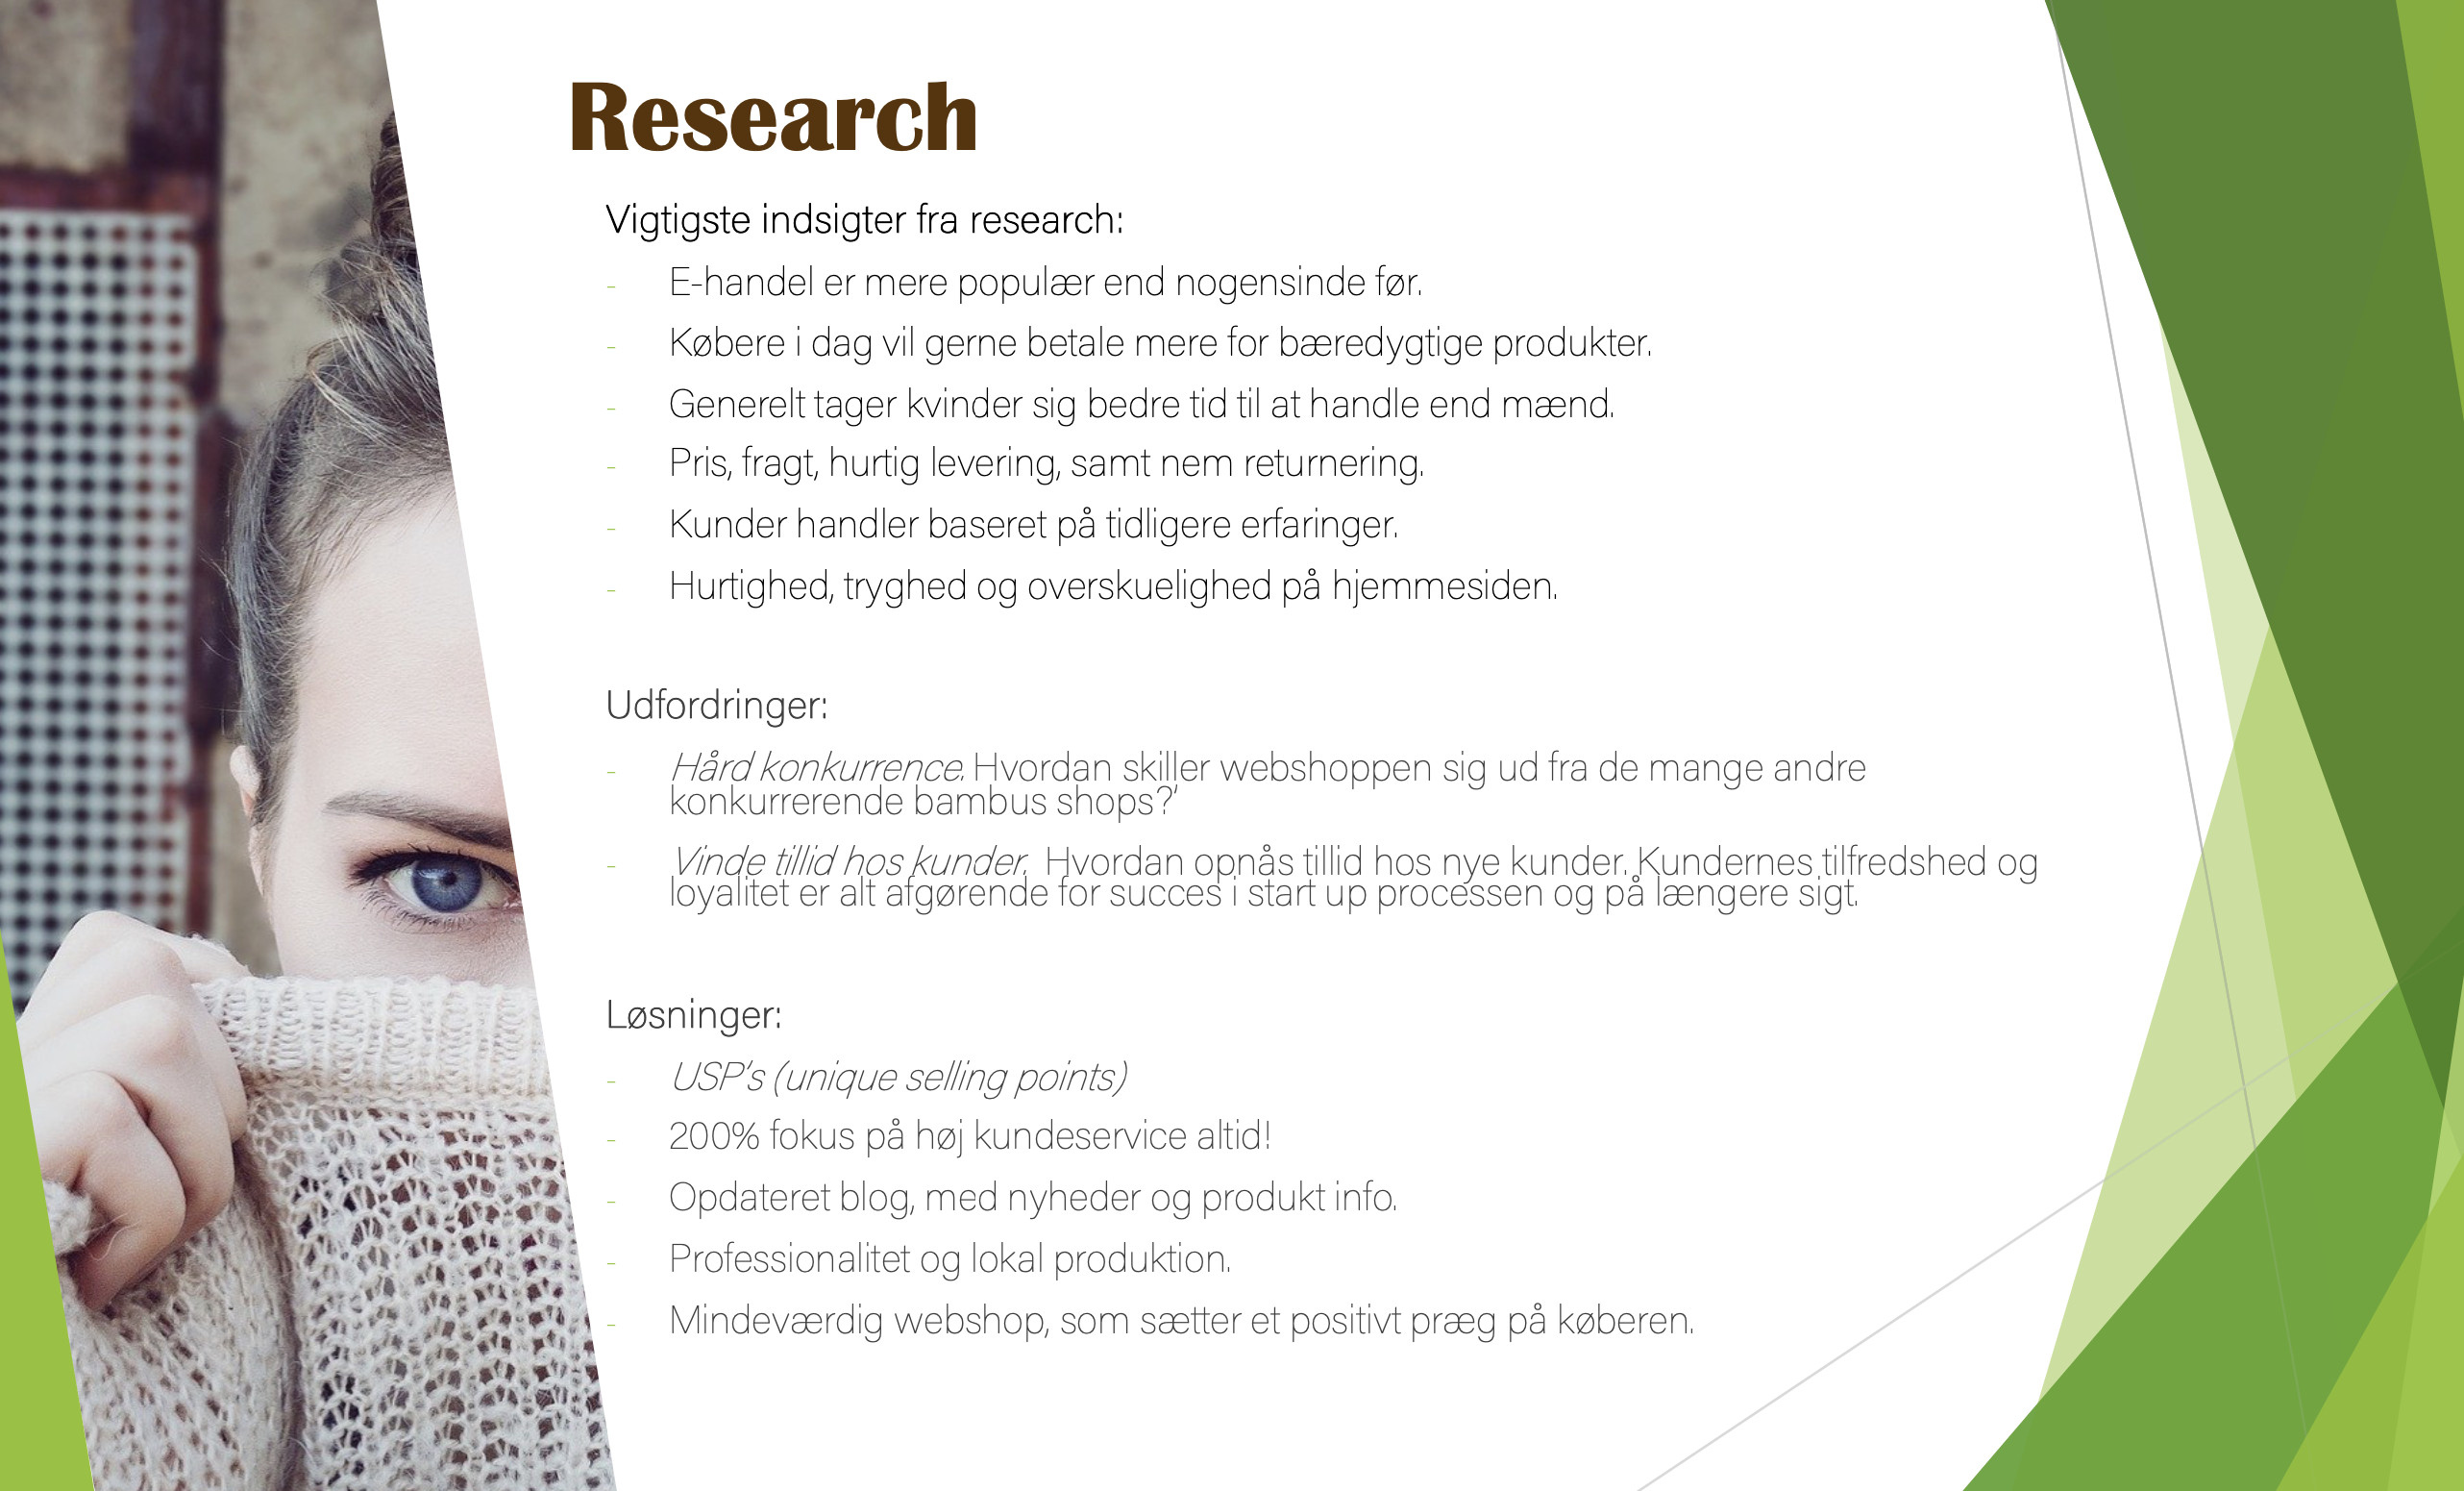 Research
Vigtigste indsigter fra research:
- E-handel er mere populær end nogensinde før.
- Købere i dag vil gerne betale mere for bæredygtige produkter.
- Generelt tager kvinder sig bedre tid til at handle end mænd.
- Pris, fragt, hurtig levering, samt nem returnering.
- Kunder handler baseret på tidligere erfaringer.
- Hurtighed, tryghed og overskuelighed på hjemmesiden.
Udfordringer:
- Hård konkurrence. Hvordan skiller webshoppen sig ud fra de mange andre
konkurrerende bambus shops?'
- Vinde tillid hos kunder. Hvordan opnås tillid hos nye kunder. Kundernes tilfredshed og
loyalitet er alt afgørende for succes i start up processen og på længere sigt.
Løsninger:
- USP's (unique selling points)
- 200% fokus på høj kundeservice altid!
- Opdateret blog, med nyheder og produkt info.
- Professionalitet og lokal produktion.
- Mindeværdig webshop, som sætter et positivt præg på køberen.